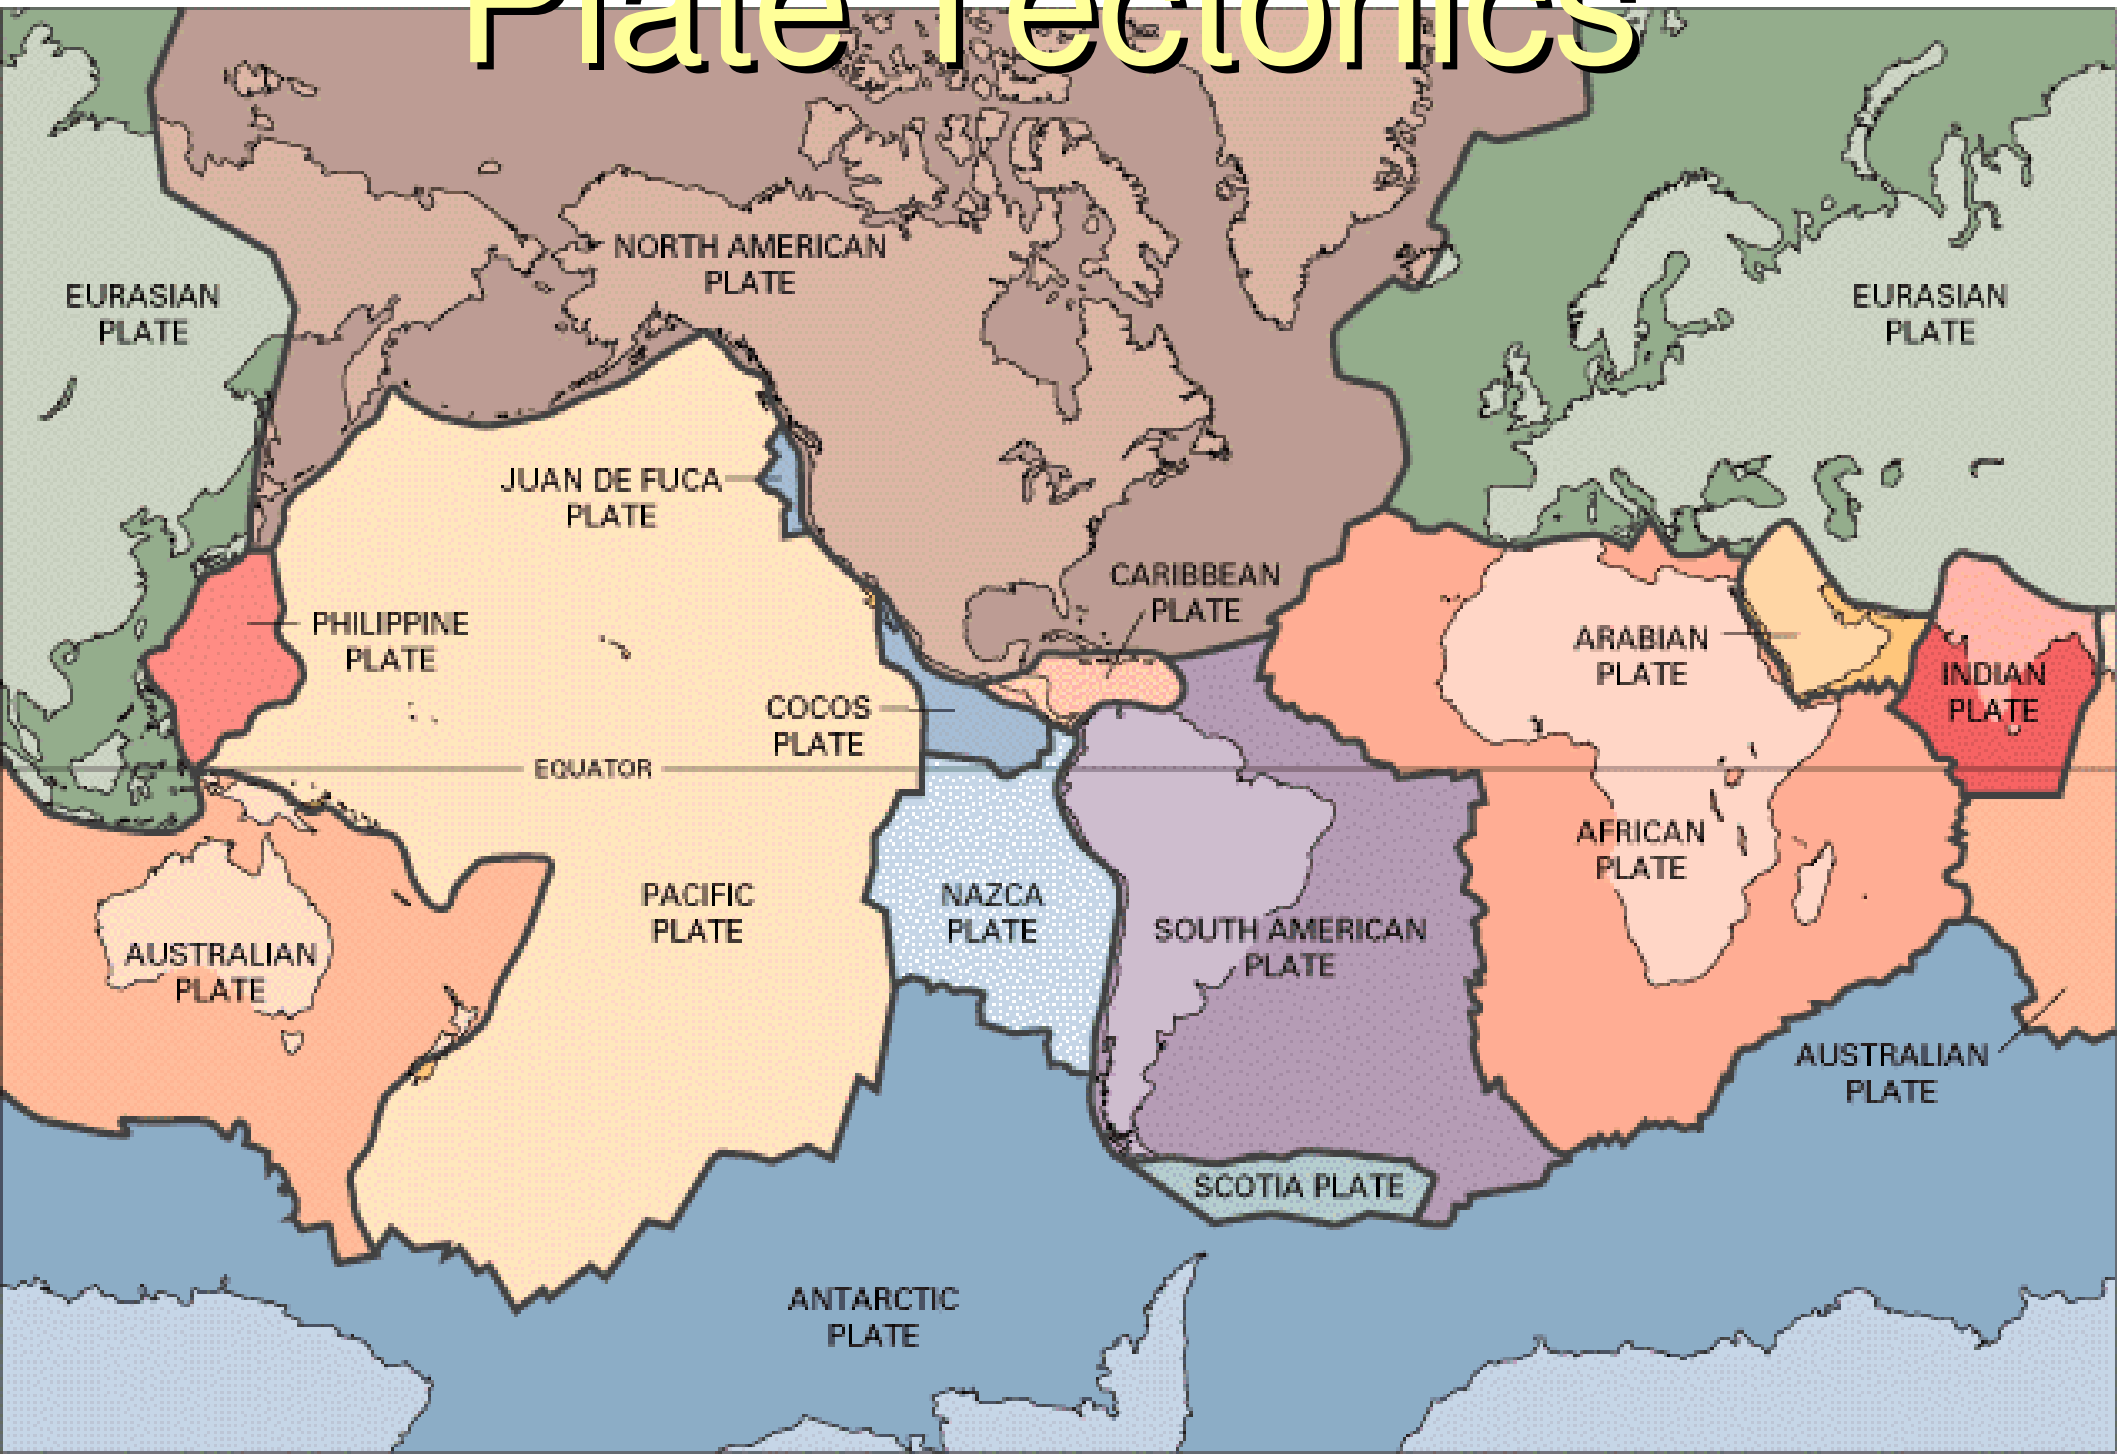 Plate Tectonics
NORTH AMERICAN
PLATE
EURASIAN
PLATE
EURASIAN
PLATE
JUAN DE FUCA
PLATE
CARIBBEAN
PLATE
PHILIPPINE
PLATE
ARABIAN
PLATE
INDIAN
PLATE
COCOS
PLATE
EQUATOR
AFRICAN
PLATE
PACIFIC
PLATE
NAZCA
PLATE
SOUTH AMERICAN
PLATE
AUSTRALIAN
PLATE
AUSTRALIAN
PLATE
SCOTIA PLATE
ANTARCTIC
PLATE